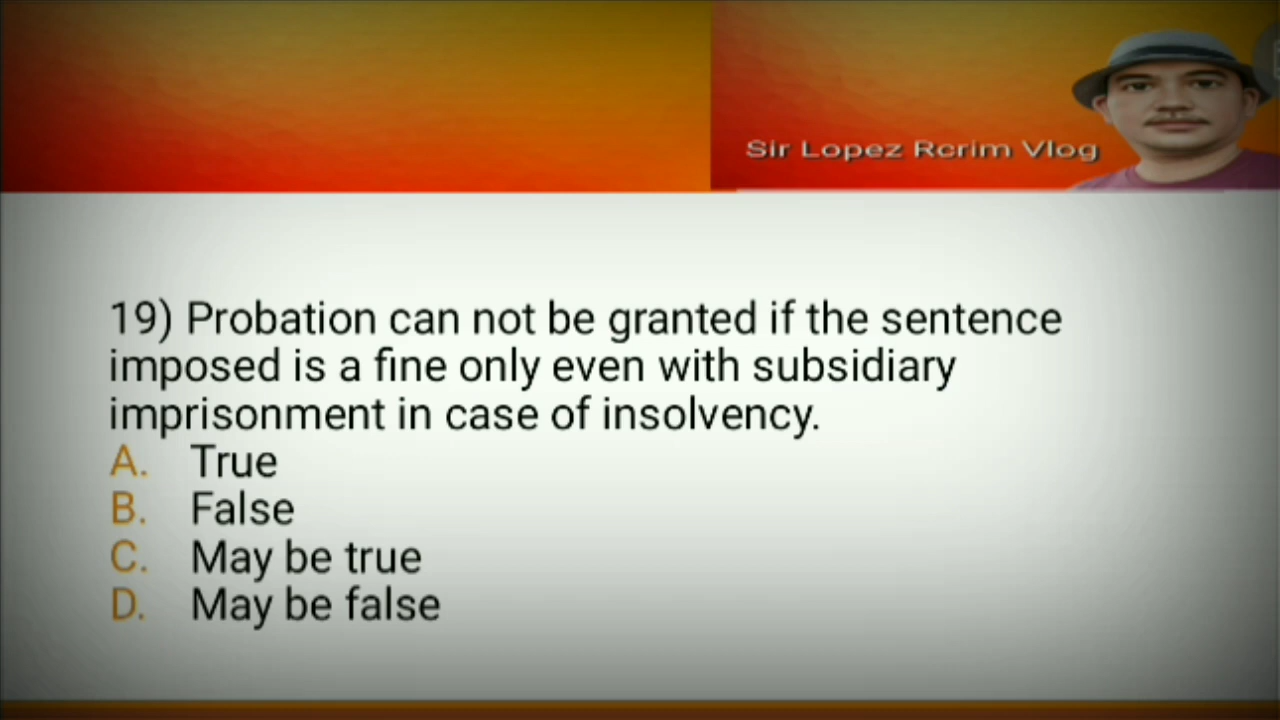 Sir Lopez Rcrim Vlog
19) Probation can not be granted if the sentence
imposed is a fine only even with subsidiary
imprisonment in case of insolvency.
A. True
B. False
C. May be true
D. May be false